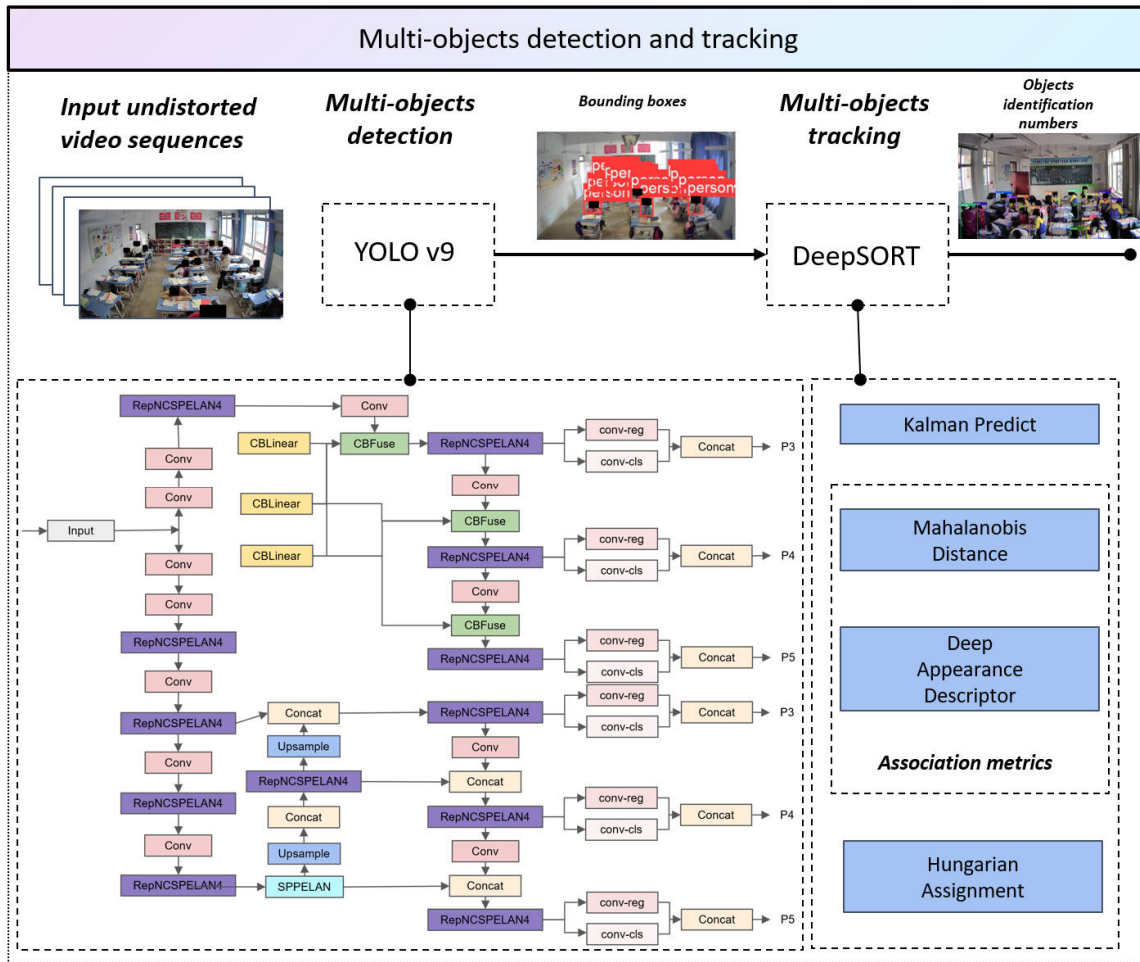 Multi-objects detection and tracking
Input undistorted
video sequences
Multi-objects
detection
Bounding boxes
Multi-objects
tracking
Objects
identification
numbers
person
person
person
YOLO v9
DeepSORT
RepNCSPELAN4
Conv
Conv
Conv
Input
Conv
Conv
RepNCSPELAN4
Conv
RepNCSPELAN4
Conv
RepNCSPELAN4
Conv
RepNCSPELAN4
CBLinear
CBLinear
CBLinear
CBFuse
RepNCSPELAN4
Conv
CBFuse
RepNCSPELAN4
Conv
CBFuse
RepNCSPELAN4
conv-reg
conv-cls
Concat
P3
conv-reg
conv-cls
Concat
P4
conv-reg
conv-cls
Concat
P5
Concat
Upsample
RepNCSPELAN4
Concat
Upsample
SPPELAN
RepNCSPELAN4
Conv
Concat
RepNCSPELAN4
Conv
Concat
RepNCSPELAN4
conv-reg
conv-cls
Concat
P3
conv-reg
conv-cls
Concat
P4
conv-reg
conv-cls
Concat
P5
Kalman Predict
Mahalanobis
Distance
Deep
Appearance
Descriptor
Association metrics
Hungarian
Assignment